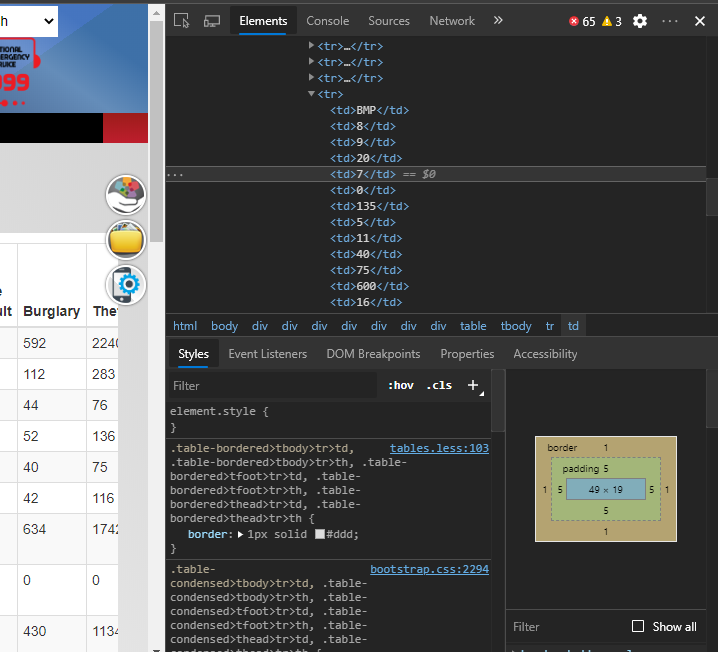 h
Elements Console Sources Network » 65 3 ··· ×
TIONAL
ERGENCY
RVICE
999
<tr>…</tr>
<tr>…</tr>
<tr>…</tr>
<tr>
<td>BMP</td>
<td>8</td>
<td>9</td>
<td>20</td>
··· <td>7</td> == $0
<td>0</td>
<td>135</td>
<td>5</td>
<td>11</td>
<td>40</td>
<td>75</td>
<td>600</td>
<td>16</td>
html body div div div div div div div table tbody tr td
ult Burglary The
592 2240
112 283
44 76
52 136
40 75
42 116
634 1742
0 0
430 1134
Styles Event Listeners DOM Breakpoints Properties Accessibility
Filter :hov .cls +
element.style {
}
.table-bordered>tbody>tr>td, tables.less:103
.table-bordered>tbody>tr>th, .table-
bordered>tfoot>tr>td, .table-
bordered>tfoot>tr>th, .table-
bordered>thead>tr>td, .table-
bordered>thead>tr>th {
border: 1px solid #ddd;
}
.table- bootstrap.css:2294
condensed>tbody>tr>td, .table-
condensed>tbody>tr>th, .table-
condensed>tfoot>tr>td, .table-
condensed>tfoot>tr>th, .table-
condensed>thead>tr>td, .table-
condensed>thead>tr>th {
border 1
padding 5
1 5 49 × 19 5 1
5
1
Filter Show all